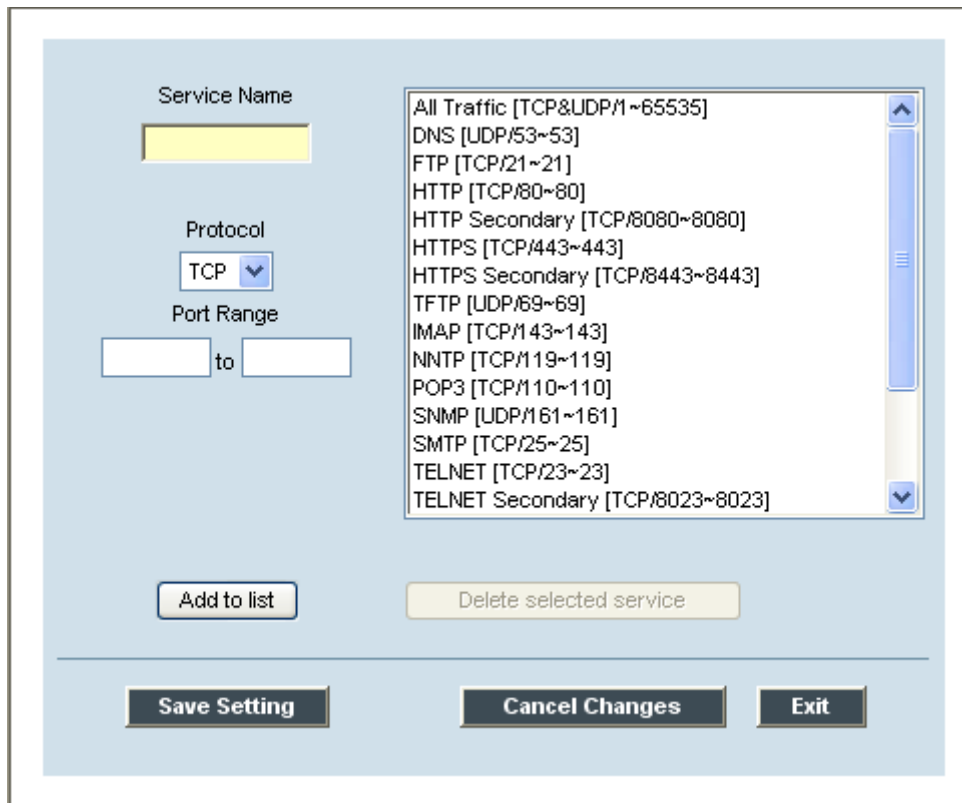 Service Name
Protocol
TCP
Port Range
to
All Traffic [TCP&UDP/1~65535]
DNS [UDP/53~53]
FTP [TCP/21~21]
HTTP [TCP/80~80]
HTTP Secondary [TCP/8080~8080]
HTTPS [TCP/443~443]
HTTPS Secondary [TCP/8443~8443]
TFTP [UDP/69~69]
IMAP [TCP/143~143]
NNTP [TCP/119~119]
POP3 [TCP/110~110]
SNMP [UDP/161~161]
SMTP [TCP/25~25]
TELNET [TCP/23~23]
TELNET Secondary [TCP/8023~8023]
Add to list
Delete selected service
Save Setting
Cancel Changes
Exit